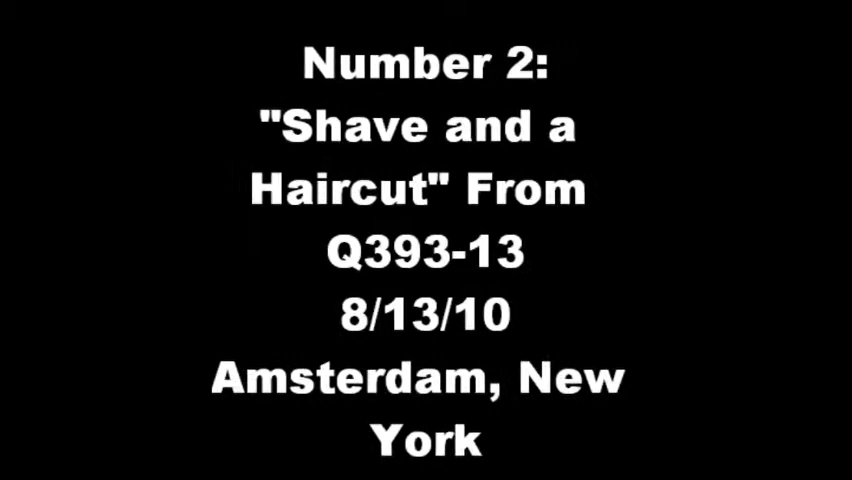 Number 2:
"Shave and a
Haircut" From
Q393-13
8/13/10
Amsterdam, New
York